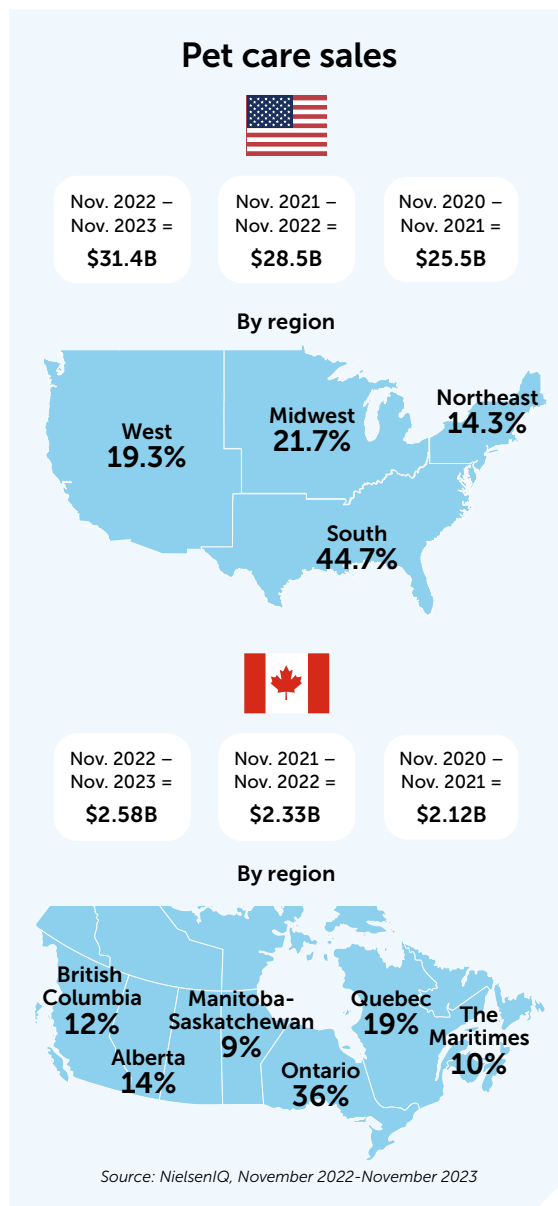 Pet care sales
Nov. 2022 –
Nov. 2023 =
$31.4B
Nov. 2021 –
Nov. 2022 =
$28.5B
Nov. 2020 –
Nov. 2021 =
$25.5B
By region
West
19.3%
Midwest
21.7%
Northeast
14.3%
South
44.7%
Nov. 2022 –
Nov. 2023 =
$2.58B
Nov. 2021 –
Nov. 2022 =
$2.33B
Nov. 2020 –
Nov. 2021 =
$2.12B
By region
British
Columbia
12%
Alberta
14%
Manitoba-
Saskatchewan
9%
Ontario
36%
Quebec
19%
The
Maritimes
10%
Source: NielsenIQ, November 2022-November 2023